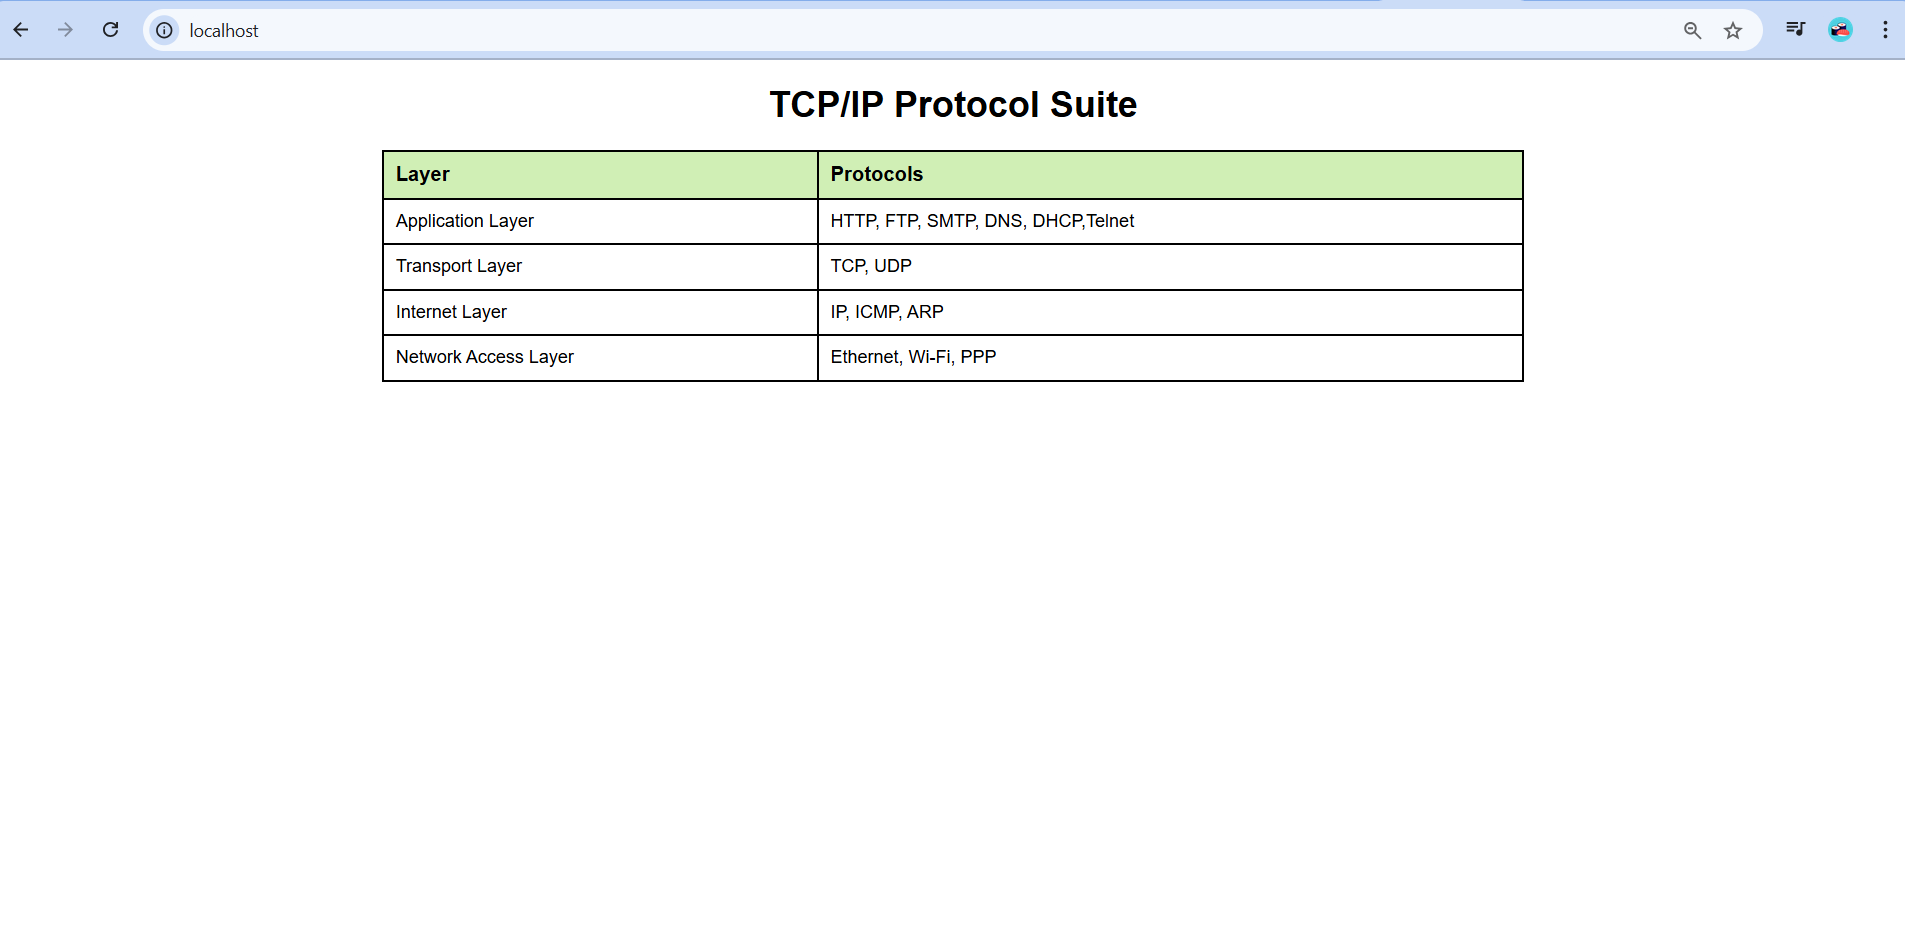 localhost
TCP/IP Protocol Suite
Layer Protocols
Application Layer HTTP, FTP, SMTP, DNS, DHCP,Telnet
Transport Layer TCP, UDP
Internet Layer IP, ICMP, ARP
Network Access Layer Ethernet, Wi-Fi, PPP